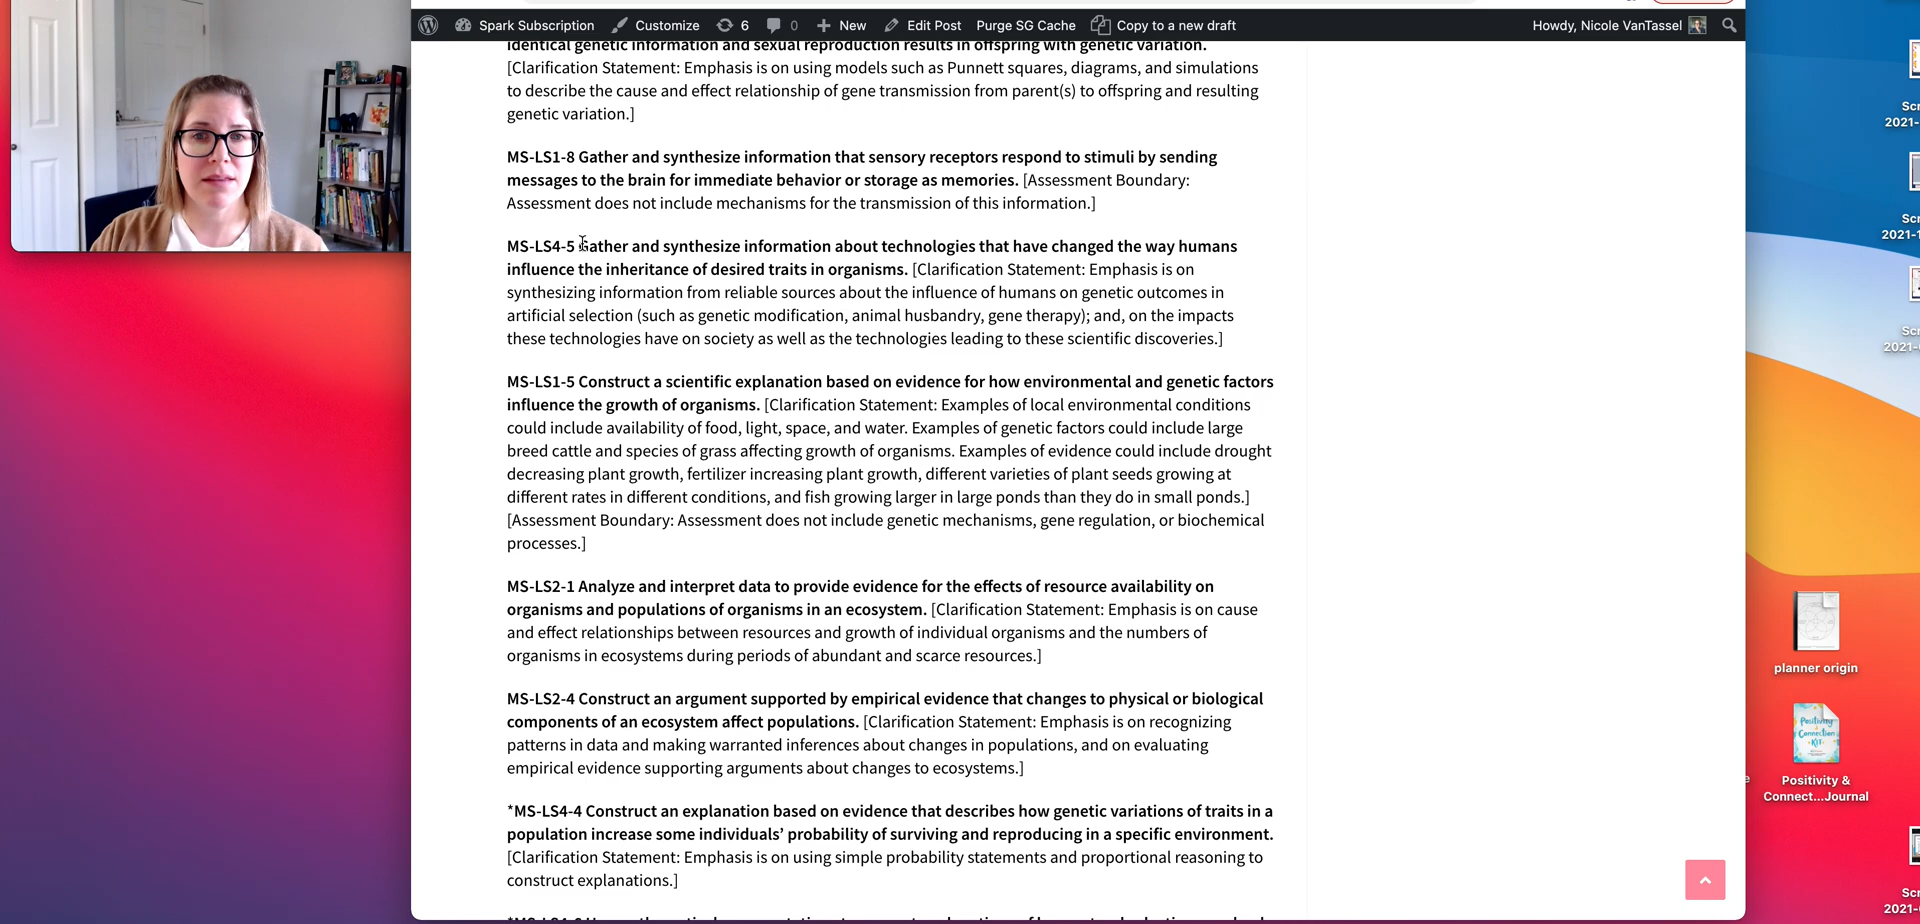 Spark Subscription Customize 6 0 New Edit Post Purge SG Cache Copy to a new draft Howdy, Nicole VanTassel
identical genetic information and sexual reproduction results in offspring with genetic variation.
[Clarification Statement: Emphasis is on using models such as Punnett squares, diagrams, and simulations
to describe the cause and effect relationship of gene transmission from parent(s) to offspring and resulting
genetic variation.]
MS-LS1-8 Gather and synthesize information that sensory receptors respond to stimuli by sending
messages to the brain for immediate behavior or storage as memories. [Assessment Boundary:
Assessment does not include mechanisms for the transmission of this information.]
MS-LS4-5 Gather and synthesize information about technologies that have changed the way humans
influence the inheritance of desired traits in organisms. [Clarification Statement: Emphasis is on
synthesizing information from reliable sources about the influence of humans on genetic outcomes in
artificial selection (such as genetic modification, animal husbandry, gene therapy); and, on the impacts
these technologies have on society as well as the technologies leading to these scientific discoveries.]
MS-LS1-5 Construct a scientific explanation based on evidence for how environmental and genetic factors
influence the growth of organisms. [Clarification Statement: Examples of local environmental conditions
could include availability of food, light, space, and water. Examples of genetic factors could include large
breed cattle and species of grass affecting growth of organisms. Examples of evidence could include drought
decreasing plant growth, fertilizer increasing plant growth, different varieties of plant seeds growing at
different rates in different conditions, and fish growing larger in large ponds than they do in small ponds.]
[Assessment Boundary: Assessment does not include genetic mechanisms, gene regulation, or biochemical
processes.]
MS-LS2-1 Analyze and interpret data to provide evidence for the effects of resource availability on
organisms and populations of organisms in an ecosystem. [Clarification Statement: Emphasis is on cause
and effect relationships between resources and growth of individual organisms and the numbers of
organisms in ecosystems during periods of abundant and scarce resources.]
MS-LS2-4 Construct an argument supported by empirical evidence that changes to physical or biological
components of an ecosystem affect populations. [Clarification Statement: Emphasis is on recognizing
patterns in data and making warranted inferences about changes in populations, and on evaluating
empirical evidence supporting arguments about changes to ecosystems.]
*MS-LS4-4 Construct an explanation based on evidence that describes how genetic variations of traits in a
population increase some individuals’ probability of surviving and reproducing in a specific environment.
[Clarification Statement: Emphasis is on using simple probability statements and proportional reasoning to
construct explanations.]
Scr
2021-
Scr
2021-1
Scr
2021-
planner origin
Positivity
&
Connection
Kit
Positivity &
Connect...Journal
Scr
2021-